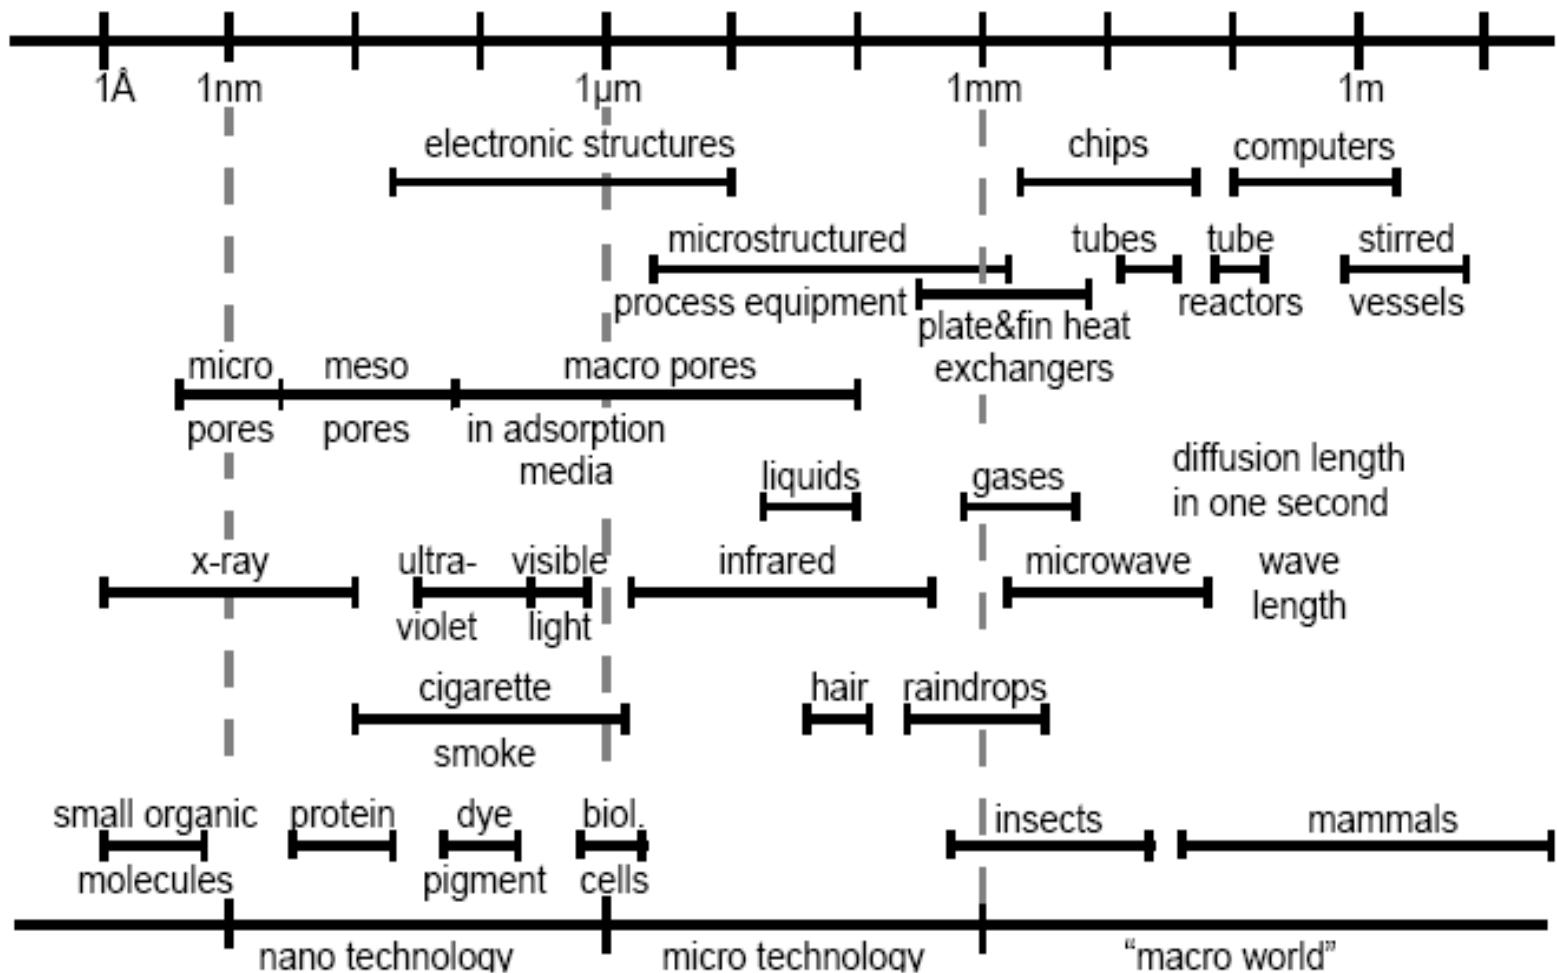 1Å 1nm 1µm 1mm 1m
electronic structures chips computers
microstructured tubes tube stirred
process equipment reactors vessels
plate&fin heat
exchangers
micro meso macro pores
pores pores in adsorption
media
liquids gases diffusion length
in one second
x-ray ultra- visible infrared microwave wave
violet light length
cigarette hair raindrops
smoke
small organic protein dye biol. insects mammals
molecules pigment cells
nano technology micro technology “macro world”